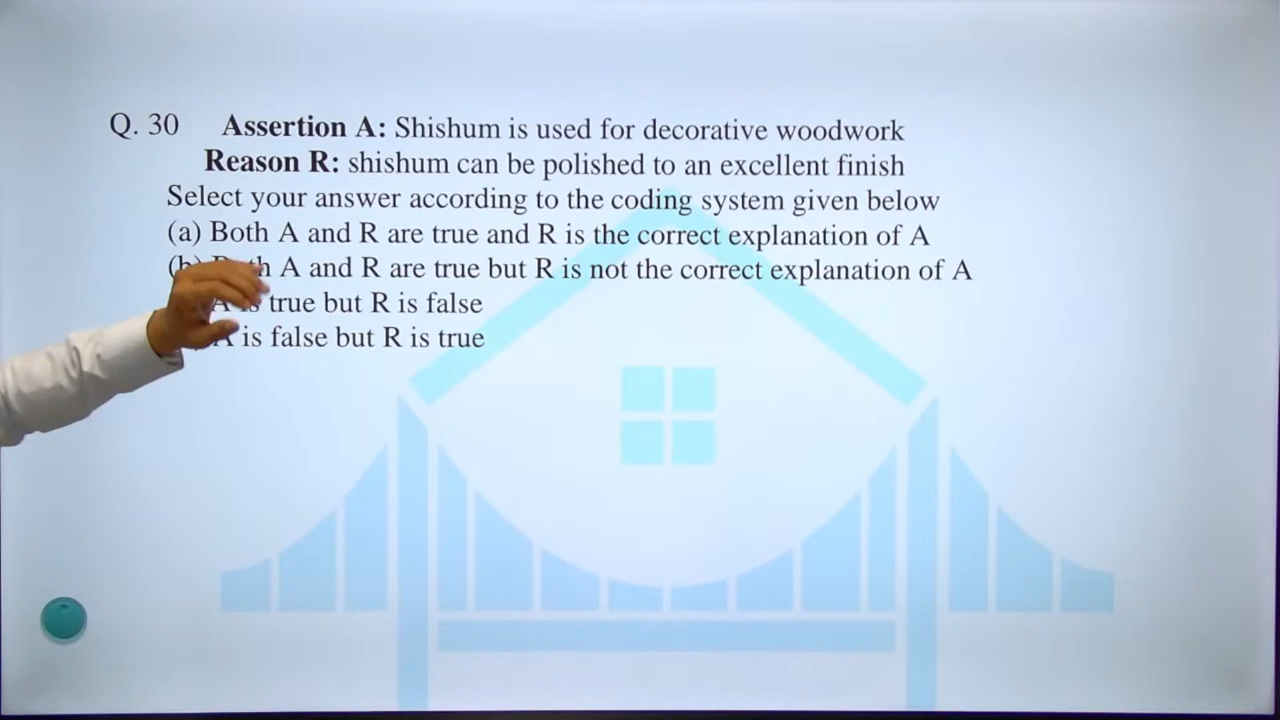 Q. 30 Assertion A: Shishum is used for decorative woodwork
Reason R: shishum can be polished to an excellent finish
Select your answer according to the coding system given below
(a) Both A and R are true and R is the correct explanation of A
(b) Both A and R are true but R is not the correct explanation of A
A is true but R is false
A is false but R is true